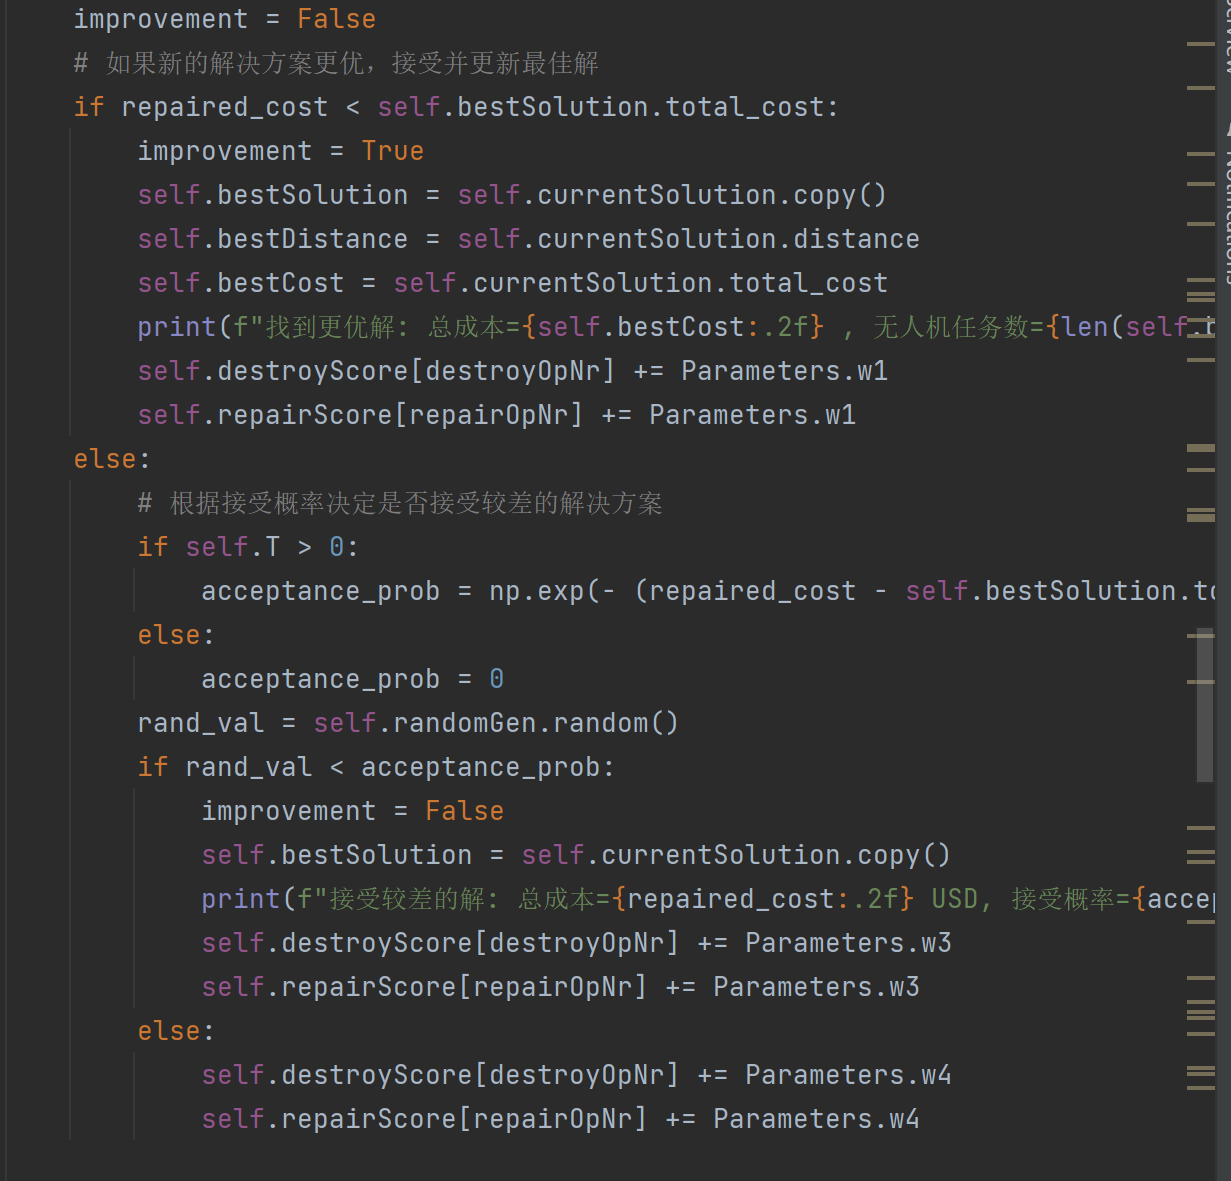 improvement = False
# 如果新的解决方案更优，接受并更新最佳解
if repaired_cost < self.bestSolution.total_cost:
improvement = True
self.bestSolution = self.currentSolution.copy()
self.bestDistance = self.currentSolution.distance
self.bestCost = self.currentSolution.total_cost
print(f"找到更优解: 总成本={self.bestCost:.2f} , 无人机任务数={len(self.b
self.destroyScore[destroyOpNr] += Parameters.w1
self.repairScore[repairOpNr] += Parameters.w1
else:
# 根据接受概率决定是否接受较差的解决方案
if self.T > 0:
acceptance_prob = np.exp(- (repaired_cost - self.bestSolution.to
else:
acceptance_prob = 0
rand_val = self.randomGen.random()
if rand_val < acceptance_prob:
improvement = False
self.bestSolution = self.currentSolution.copy()
print(f"接受较差的解: 总成本={repaired_cost:.2f} USD, 接受概率={accep
self.destroyScore[destroyOpNr] += Parameters.w3
self.repairScore[repairOpNr] += Parameters.w3
else:
self.destroyScore[destroyOpNr] += Parameters.w4
self.repairScore[repairOpNr] += Parameters.w4
Notifications